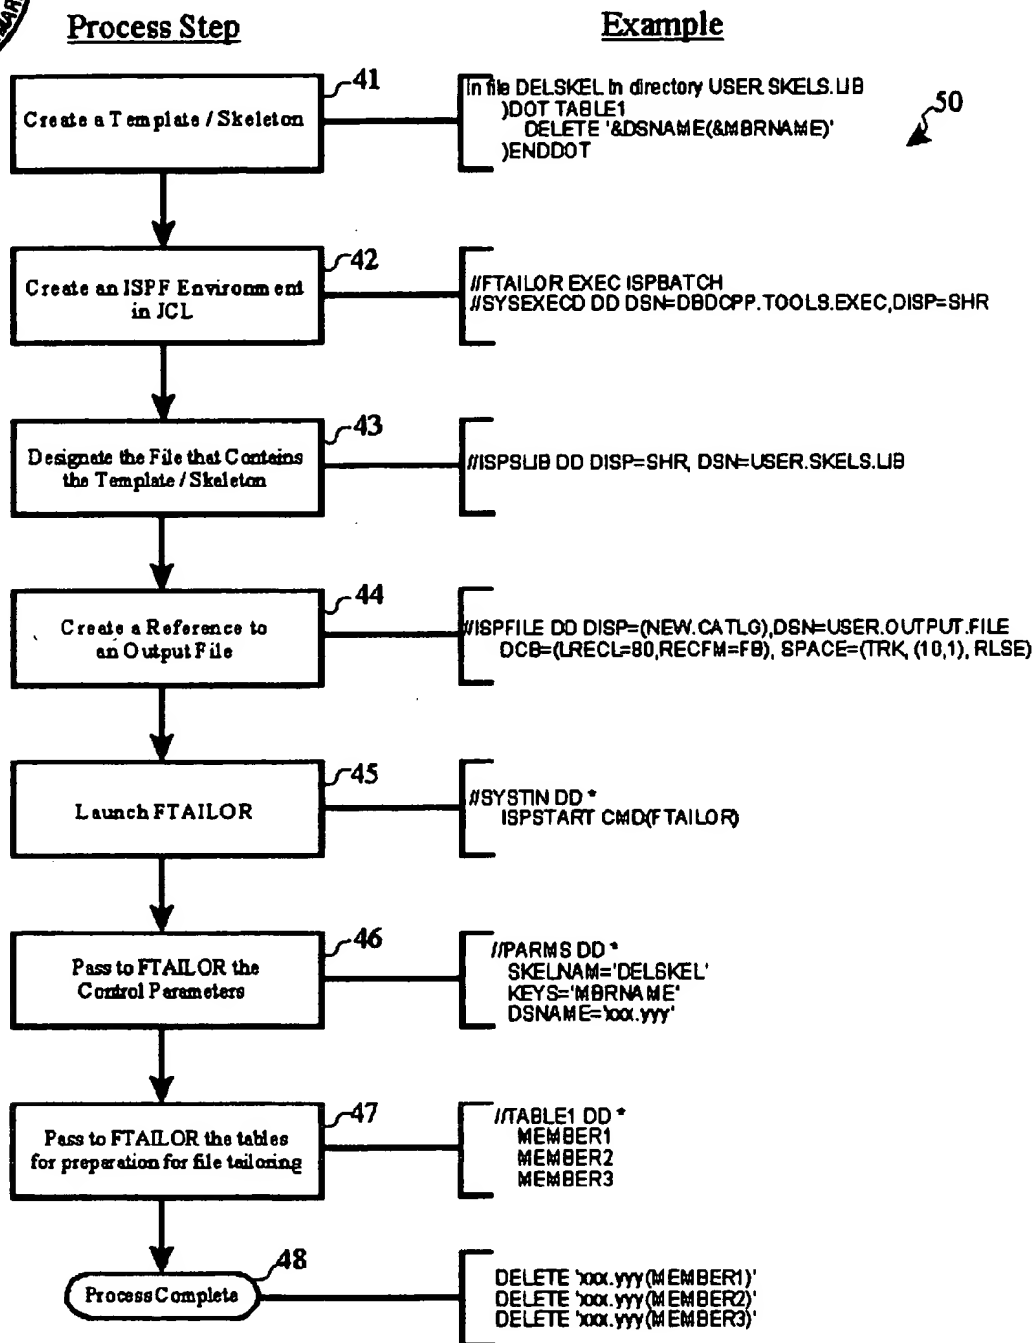 Process Step
Example
41
Create a Template / Skeleton
In file DELSKEL in directory USER.SKELS.LIB
)DOT TABLE1
DELETE '&DSNAME(&MBRNAME)'
)ENDDOT
50
42
Create an ISPF Environment
in JCL
//FTAILOR EXEC ISPBATCH
//SYSEXECD DD DSN=DBDCPP.TOOLS.EXEC,DISP=SHR
43
Designate the File that Contains
the Template / Skeleton
//ISPSLIB DD DISP=SHR, DSN=USER.SKELS.LIB
44
Create a Reference to
an Output File
//ISPFILE DD DISP=(NEW.CATLG),DSN=USER.OUTPUT.FILE
DCB=(LRECL=80,RECFM=FB), SPACE=(TRK, (10,1), RLSE)
45
Launch FTAILOR
//SYSTIN DD *
ISPSTART CMD(FTAILOR)
46
Pass to FTAILOR the
Control Parameters
//PARMS DD *
SKELNAM='DELSKEL'
KEYS='MBRNAME'
DSNAME='xxx.yyy'
47
Pass to FTAILOR the tables
for preparation for file tailoring
//TABLE1 DD *
MEMBER1
MEMBER2
MEMBER3
48
Process Complete
DELETE 'xxx.yyy(MEMBER1)'
DELETE 'xxx.yyy(MEMBER2)'
DELETE 'xxx.yyy(MEMBER3)'